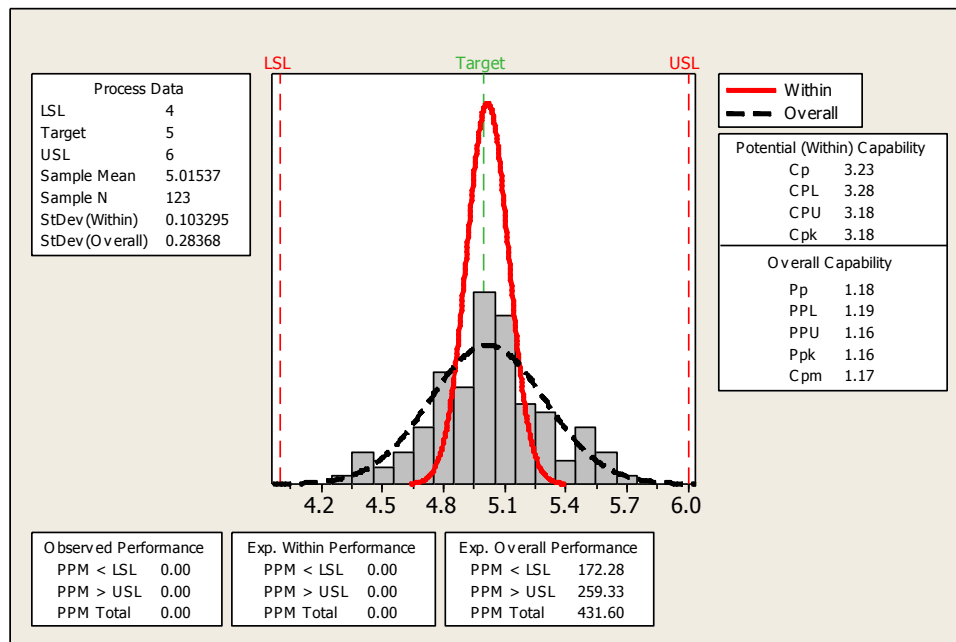 LSL Target USL
Process Data
LSL 4
Target 5
USL 6
Sample Mean 5.01537
Sample N 123
StDev(Within) 0.103295
StDev(Overall) 0.28368
Within
Overall
Potential (Within) Capability
Cp 3.23
CPL 3.28
CPU 3.18
Cpk 3.18
Overall Capability
Pp 1.18
PPL 1.19
PPU 1.16
Ppk 1.16
Cpm 1.17
4.2 4.5 4.8 5.1 5.4 5.7 6.0
Observed Performance
PPM < LSL 0.00
PPM > USL 0.00
PPM Total 0.00
Exp. Within Performance
PPM < LSL 0.00
PPM > USL 0.00
PPM Total 0.00
Exp. Overall Performance
PPM < LSL 172.28
PPM > USL 259.33
PPM Total 431.60